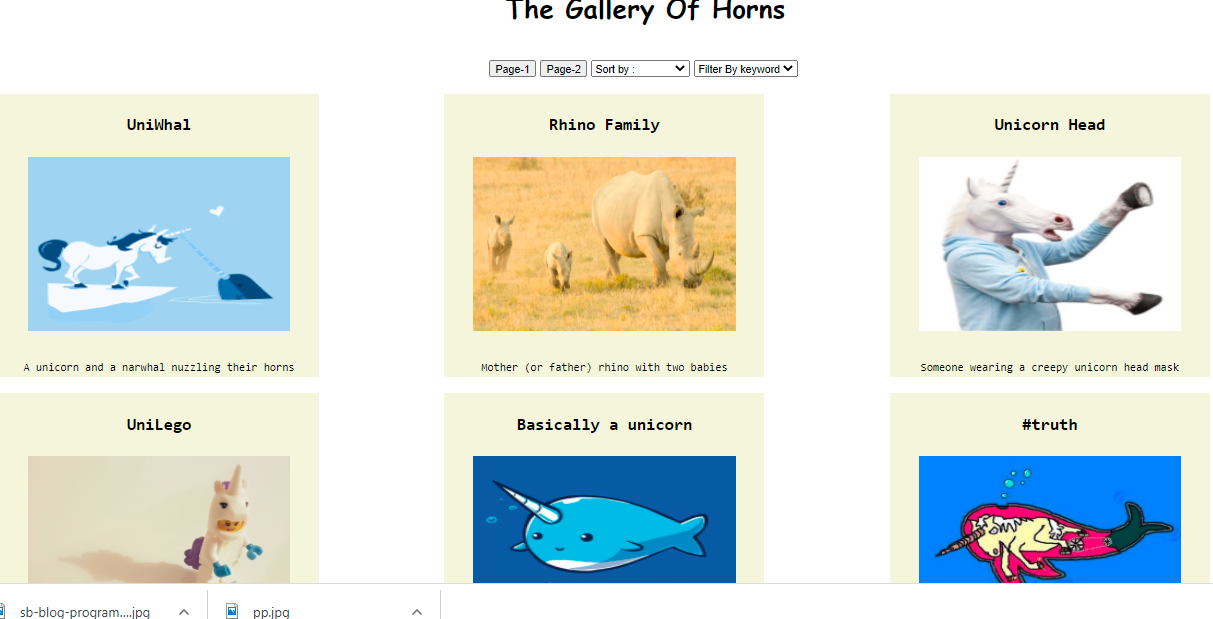 The Gallery Of Horns
Page-1 Page-2 Sort by : Filter By keyword
UniWhal Rhino Family Unicorn Head
A unicorn and a narwhal nuzzling their horns Mother (or father) rhino with two babies Someone wearing a creepy unicorn head mask
UniLego Basically a unicorn #truth
sb-blog-program....jpg pp.jpg